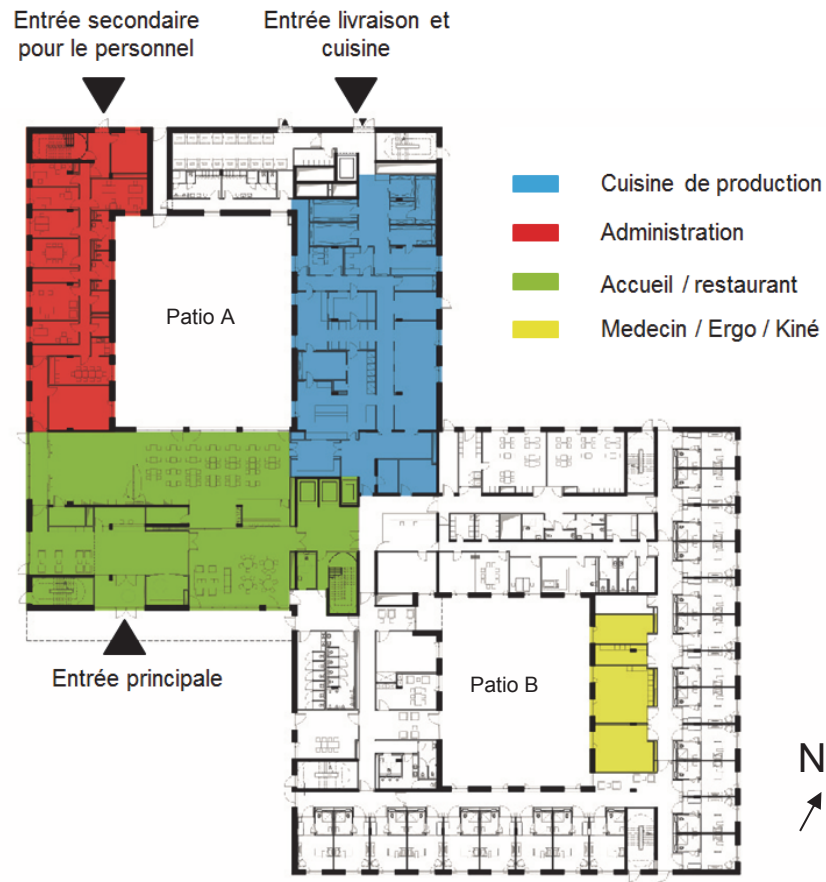 Entrée secondaire
pour le personnel
Entrée livraison et
cuisine
Cuisine de production
Administration
Accueil / restaurant
Medecin / Ergo / Kiné
Patio A
Entrée principale
Patio B
N